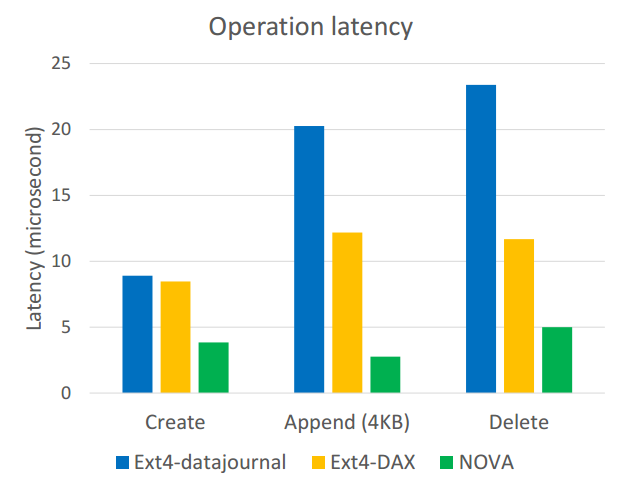 Operation latency
Latency (microsecond)
25
20
15
10
5
0
Create Append (4KB) Delete
Ext4-datajournal Ext4-DAX NOVA